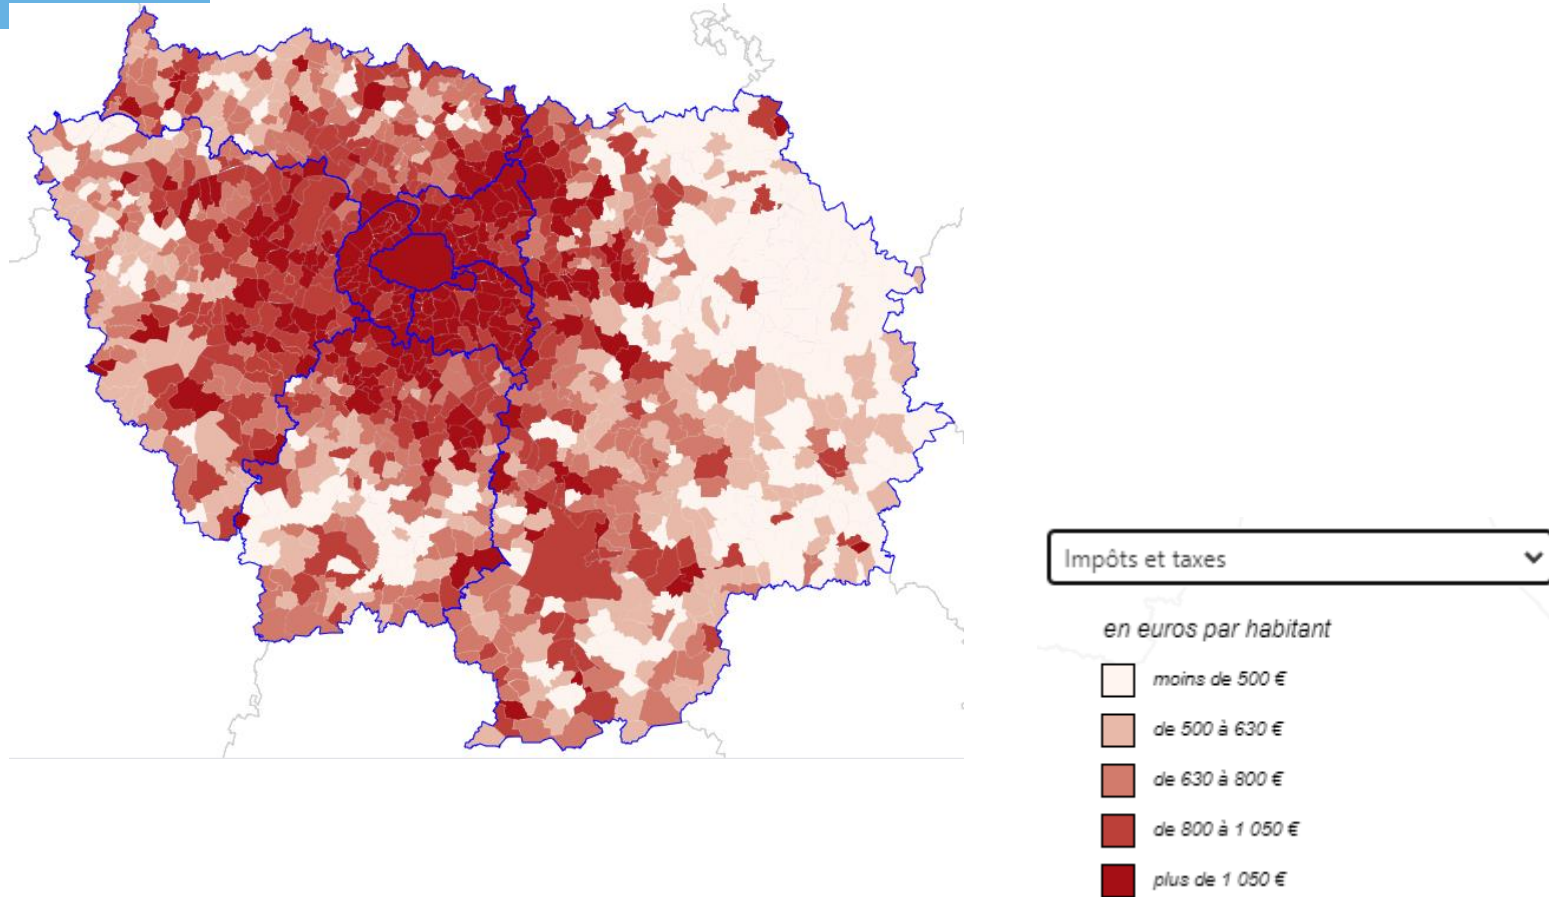 Impôts et taxes
en euros par habitant
moins de 500 €
de 500 à 630 €
de 630 à 800 €
de 800 à 1 050 €
plus de 1 050 €